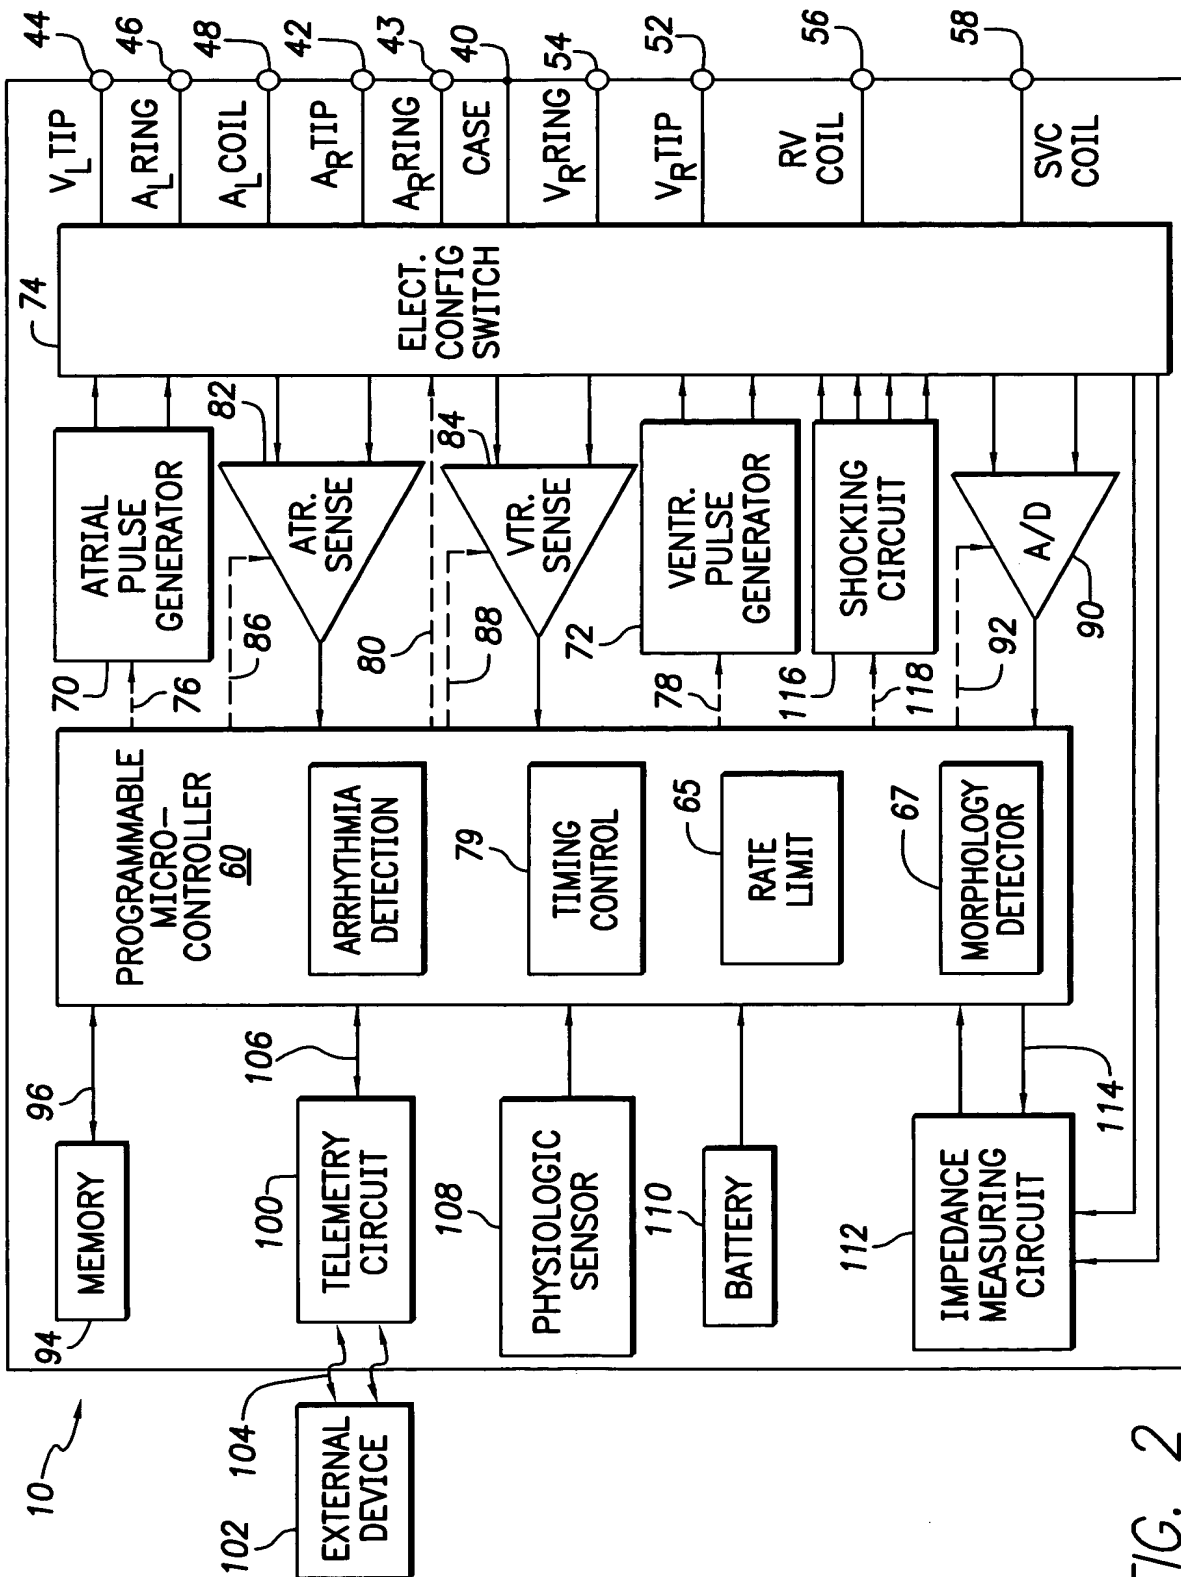 10
102
EXTERNAL
DEVICE
104
94
MEMORY
96
100
TELEMETRY
CIRCUIT
106
108
PHYSIOLOGIC
SENSOR
110
BATTERY
112
IMPEDANCE
MEASURING
CIRCUIT
114
PROGRAMMABLE
MICRO-
CONTROLLER
60
ARRHYTHMIA
DETECTION
79
TIMING
CONTROL
65
RATE
LIMIT
67
MORPHOLOGY
DETECTOR
70
76
ATRIAL
PULSE
GENERATOR
86
82
ATR.
SENSE
80
88
84
VTR.
SENSE
72
78
VENTR.
PULSE
GENERATOR
116
118
SHOCKING
CIRCUIT
92
A/D
90
74
ELECT.
CONFIG
SWITCH
VLTIP
44
ALRING
46
ALCOIL
48
ARTIP
42
ARRING
43
CASE
40
VRRING
54
VRTIP
52
RV
COIL
56
SVC
COIL
58
FIG. 2